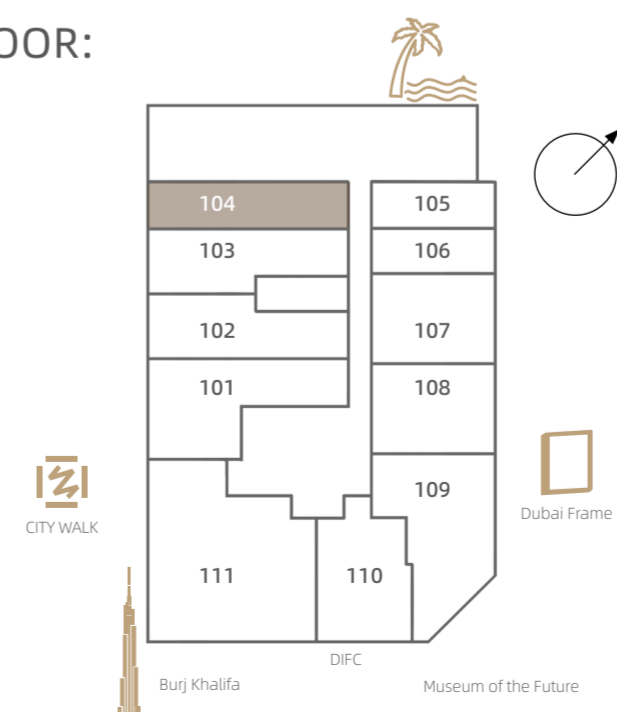 OOR:
104
105
103
106
102
107
101
108
109
CITY WALK
Dubai Frame
111
110
DIFC
Burj Khalifa
Museum of the Future